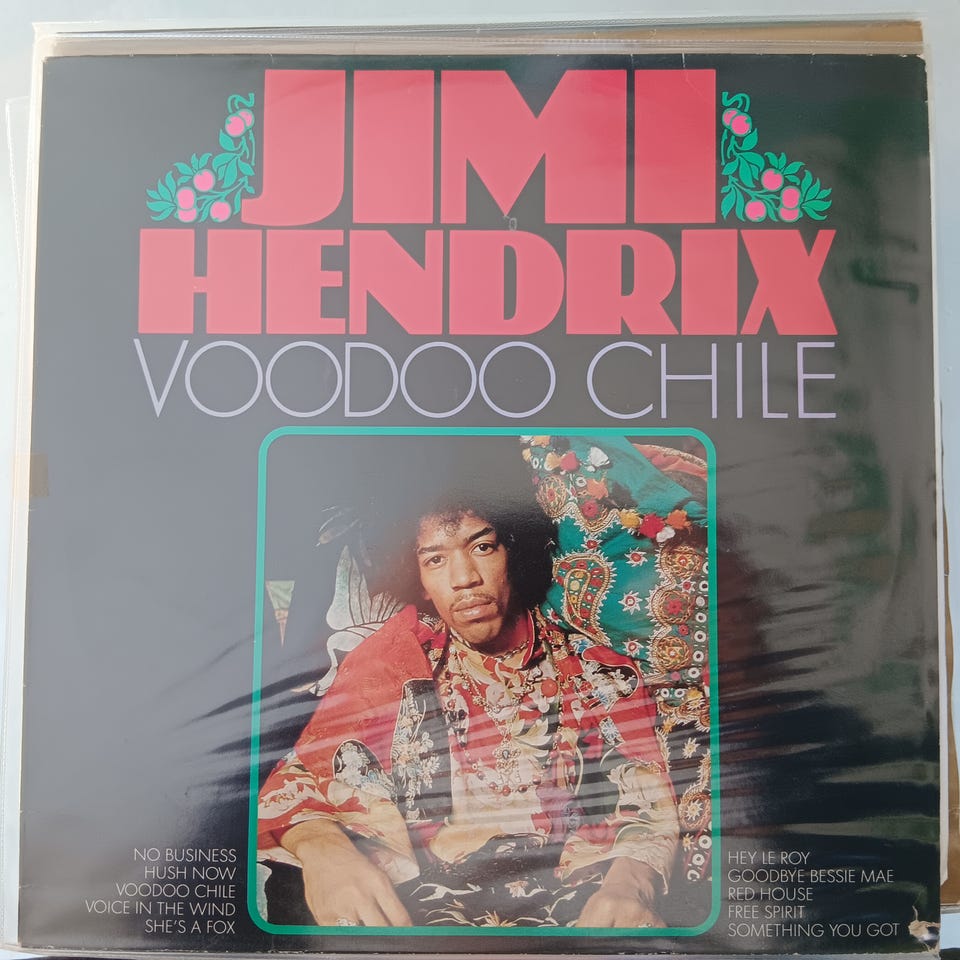 JIMI
HENDRIX
VOODOO CHILE
NO BUSINESS
HUSH NOW
VOODOO CHILE
VOICE IN THE WIND
SHE'S A FOX
HEY LE ROY
GOODBYE BESSIE MAE
RED HOUSE
FREE SPIRIT
SOMETHING YOU GOT